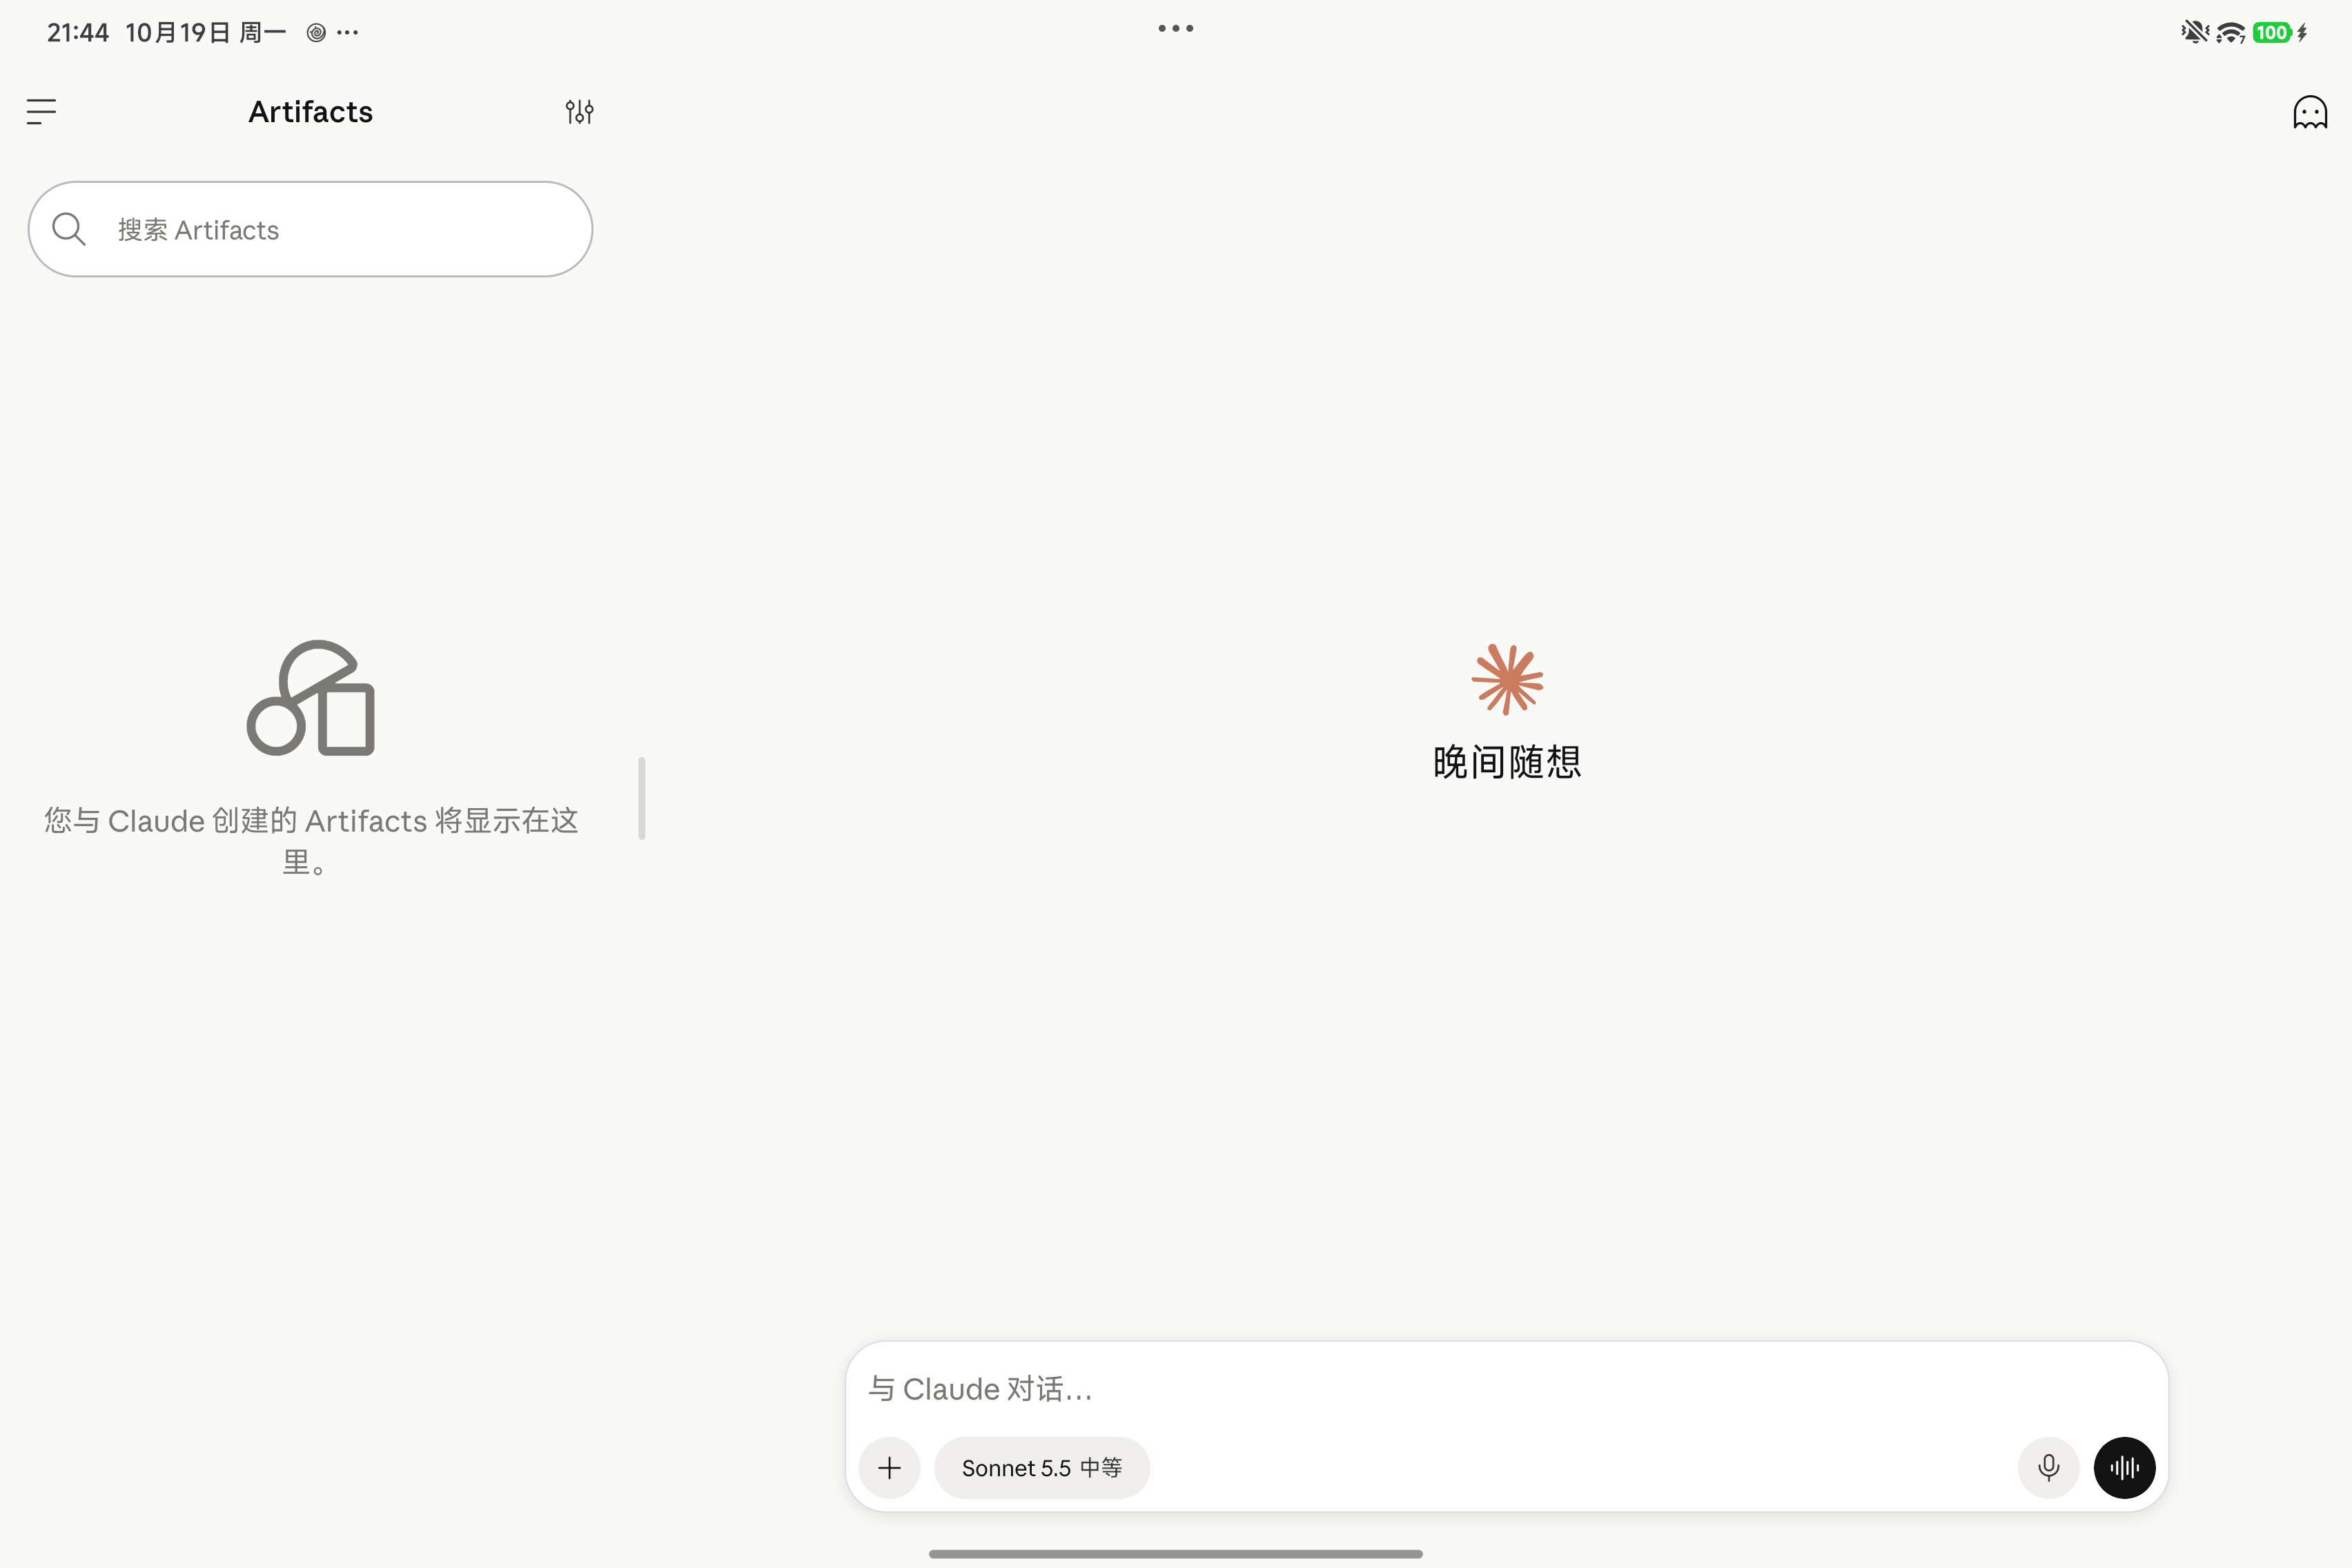 21:44 10月19日 周一
7
100
Artifacts
搜索 Artifacts
您与 Claude 创建的 Artifacts 将显示在这
里。
晚间随想
与 Claude 对话...
Sonnet 5.5 中等